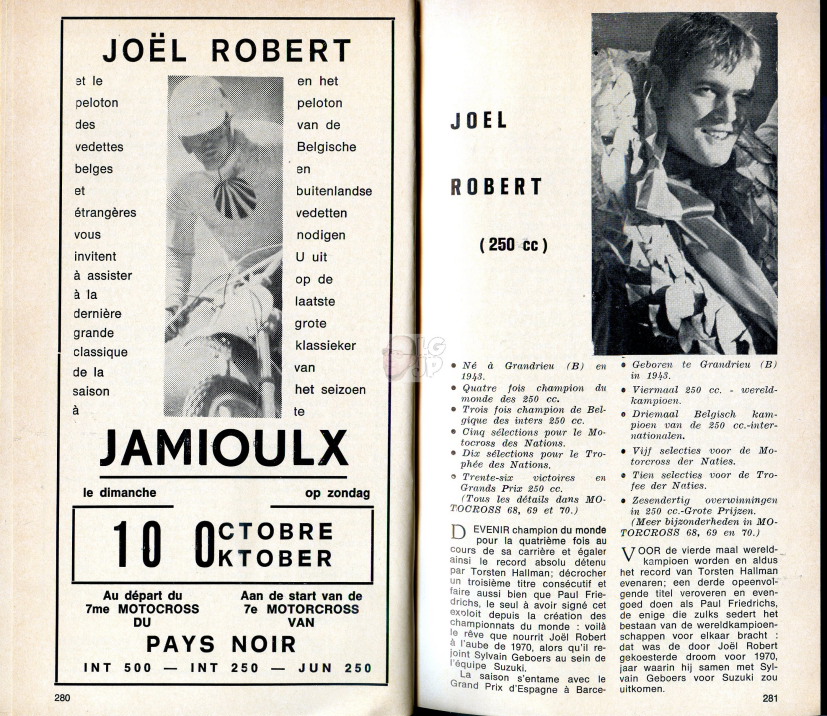 JOËL ROBERT
et le
peloton
des
vedettes
belges
et
étrangères
vous
invitent
à assister
à la
dernière
grande
classique
de la
saison
à
en het
peloton
van de
Belgische
en
buitenlandse
vedetten
nodigen
U uit
op de
laatste
grote
klassieker
van
het seizoen
te
JAMIOULX
le dimanche
op zondag
10 OCTOBRE
OKTOBER
Au départ du
7me MOTOCROSS
DU
Aan de start van de
7e MOTORCROSS
VAN
PAYS NOIR
INT 500 — INT 250 — JUN 250
280
JOEL
ROBERT
(250 cc)
• Né à Grandrieu (B) en
1943.
• Quatre fois champion du
monde des 250 cc.
• Trois fois champion de Bel-
gique des inters 250 cc.
• Cinq sélections pour le Mo-
tocross des Nations.
• Dix sélections pour le Tro-
phée des Nations.
• Trente-six victoires en
Grands Prix 250 cc.
(Tous les détails dans MO-
TOCROSS 68, 69 et 70.)
DEVENIR champion du monde
pour la quatrième fois au
cours de sa carrière et égaler
ainsi le record absolu détenu
par Torsten Hallman; décrocher
un troisième titre consécutif et
faire aussi bien que Paul Frie-
drichs, le seul à avoir signé cet
exploit depuis la création des
championnats du monde : voilà
le rêve que nourrit Joël Robert
à l'aube de 1970, alors qu'il re-
joint Sylvain Geboers au sein de
l'équipe Suzuki.
La saison s'entame avec le
Grand Prix d'Espagne à Barce-
• Geboren te Grandrieu (B)
in 1943.
• Viermaal 250 cc. - wereld-
kampioen.
• Driemaal Belgisch kam-
pioen van de 250 cc.-inter-
nationalen.
• Vijf selecties voor de Mo-
torcross der Naties.
• Tien selecties voor de Tro-
fee der Naties.
• Zesendertig overwinningen
in 250 cc.-Grote Prijzen.
(Meer bijzonderheden in MO-
TORCROSS 68, 69 en 70.)
VOOR de vierde maal wereld-
kampioen worden en aldus
het record van Torsten Hallman
evenaren; een derde opeenvol-
gende titel veroveren en even-
goed doen als Paul Friedrichs,
de enige die zulks sedert het
bestaan van de wereldkampioen-
schappen voor elkaar bracht :
dat was de door Joël Robert
gekoesterde droom voor 1970,
jaar waarin hij samen met Syl-
vain Geboers voor Suzuki zou
uitkomen.
281